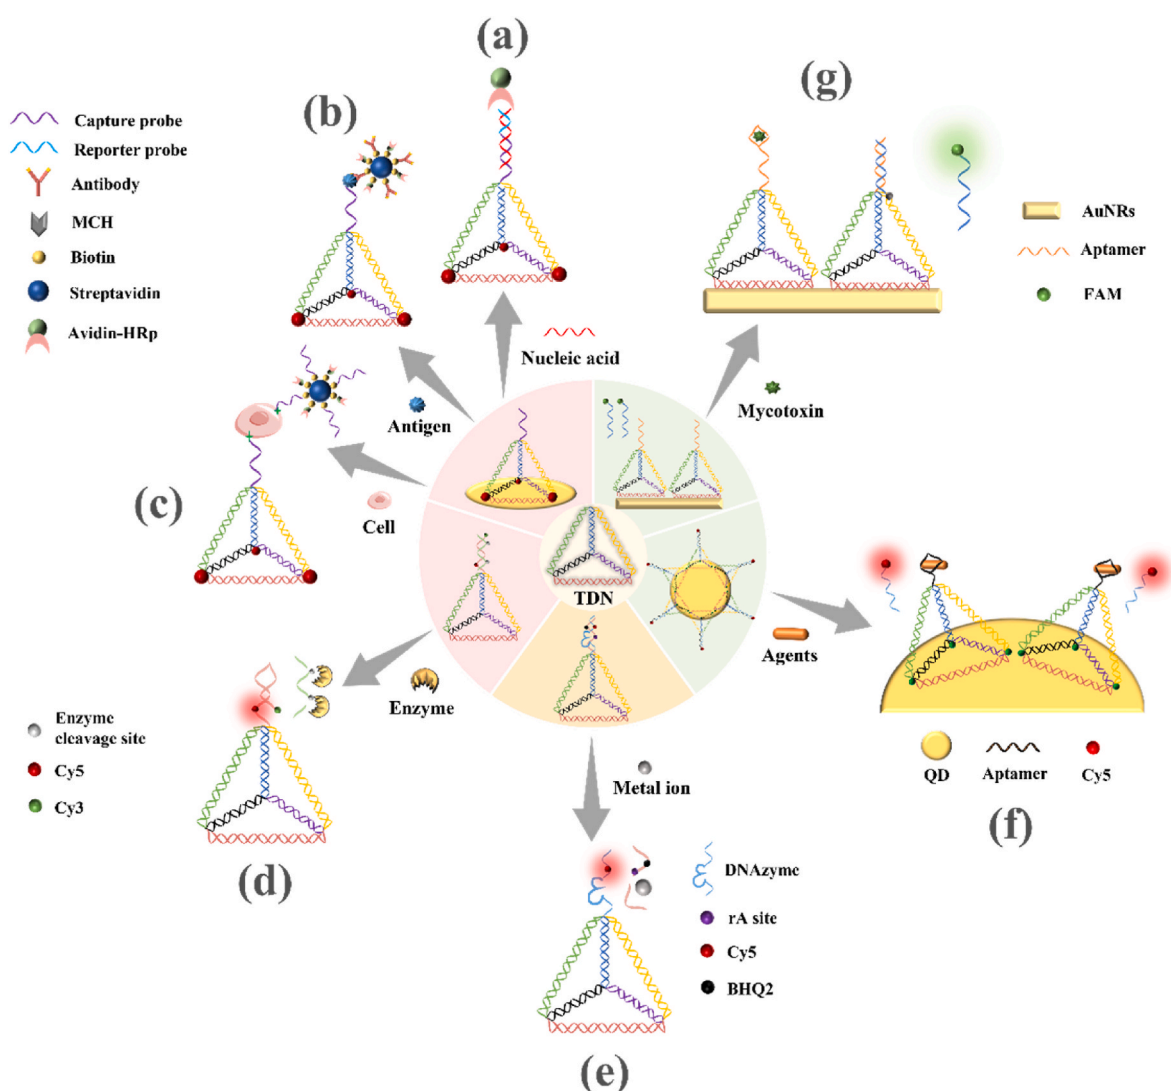 (a)
(g)
(b)
Capture probe
Reporter probe
Antibody
MCH
Biotin
Streptavidin
Avidin-HRp
AuNRs
Aptamer
FAM
Nucleic acid
Mycotoxin
Antigen
(c)
Cell
TDN
Agents
Enzyme
Enzyme
cleavage site
Cy5
Cy3
(d)
Metal ion
QD
Aptamer
Cy5
(f)
DNAzyme
rA site
Cy5
BHQ2
(e)